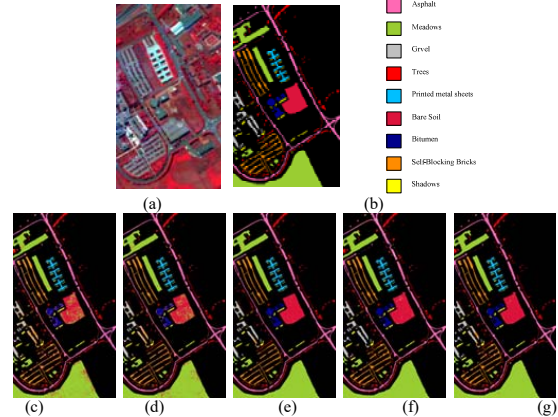 Asphalt
Meadows
Grvel
Trees
Printed metal sheets
Bare Soil
Bitumen
Self-Blocking Bricks
Shadows
(a)
(b)
(c)
(d)
(e)
(f)
(g)